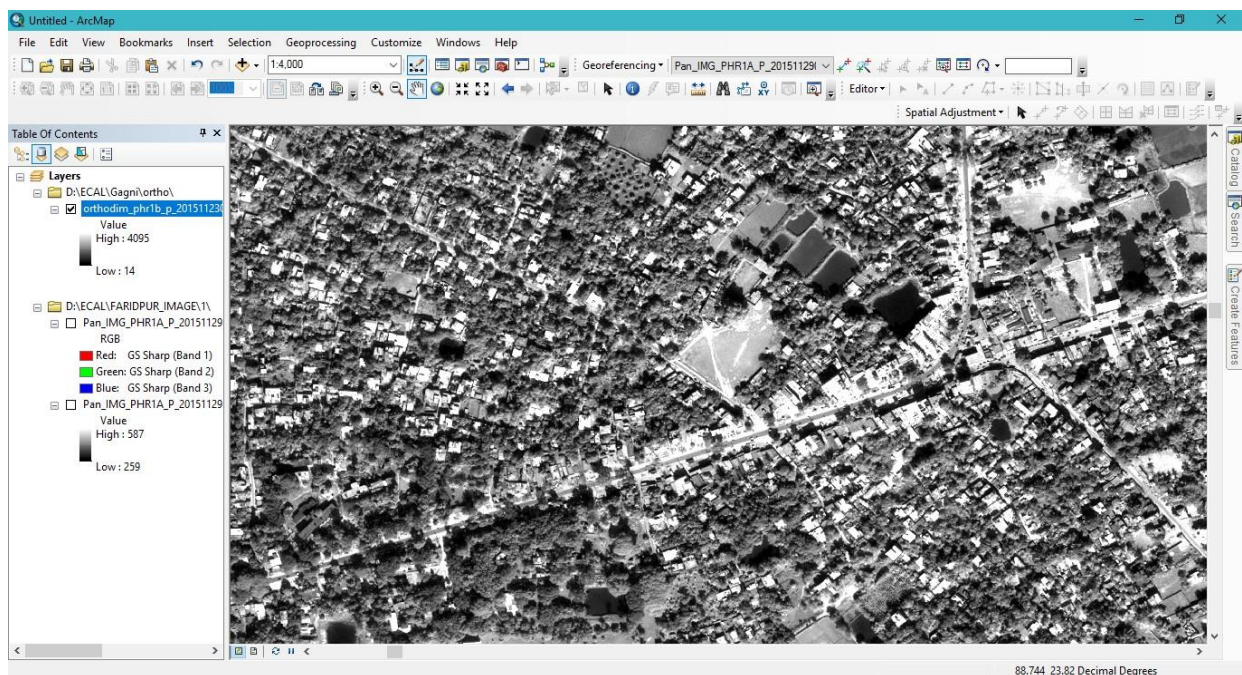 Untitled - ArcMap
File Edit View Bookmarks Insert Selection Geoprocessing Customize Windows Help
1:4,000 Georeferencing Pan_IMG_PHR1A_P_20151129
Editor
Spatial Adjustment
Table Of Contents
Layers
D:\ECAL\Gagni\ortho\
orthodim_phr1b_p_20151123
Value
High : 4095
Low : 14
D:\ECAL\FARIDPUR_IMAGE\1\
Pan_IMG_PHR1A_P_20151129
RGB
Red: GS Sharp (Band 1)
Green: GS Sharp (Band 2)
Blue: GS Sharp (Band 3)
Pan_IMG_PHR1A_P_20151129
Value
High : 587
Low : 259
Catalog
Search
Create Features
88.744 23.82 Decimal Degrees